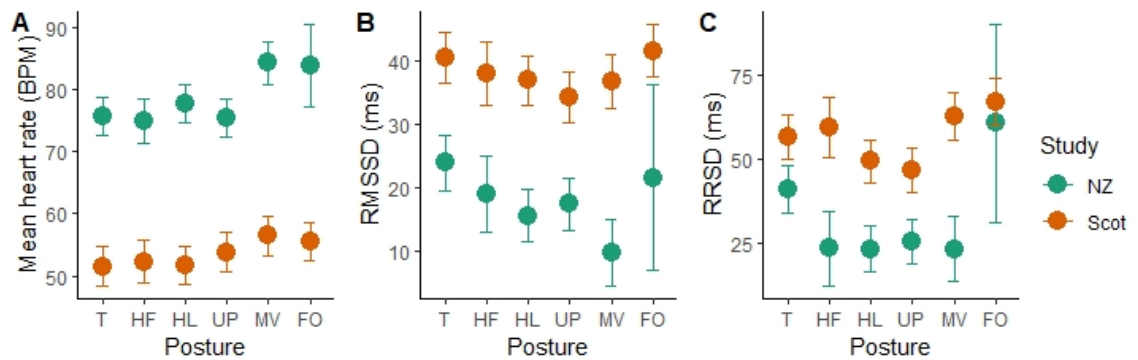 A
Mean heart rate (BPM)
90
80
70
60
50
T HF HL UP MV FO
Posture
B
RMSSD (ms)
40
30
20
10
T HF HL UP MV FO
Posture
C
RRSD (ms)
75
50
25
T HF HL UP MV FO
Posture
Study
NZ
Scot